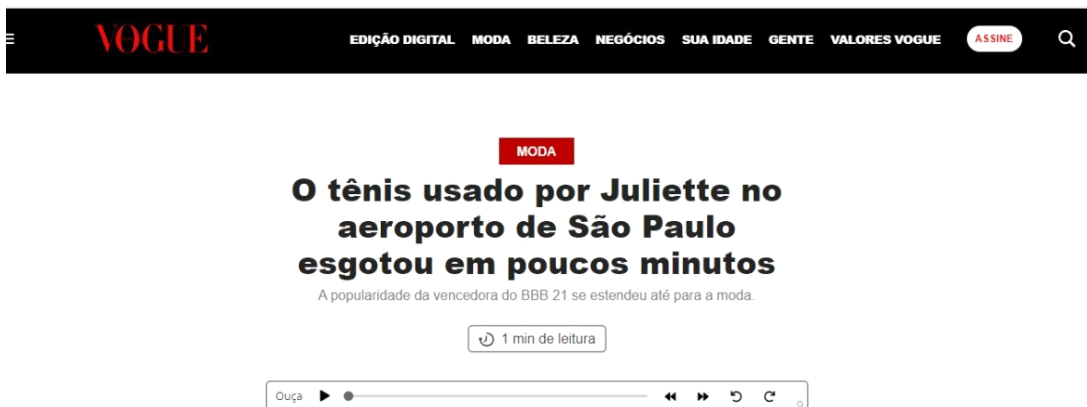 VOGUE
EDIÇÃO DIGITAL MODA BELEZA NEGÓCIOS SUA IDADE GENTE VALORES VOGUE ASSINE
MODA
O tênis usado por Juliette no
aeroporto de São Paulo
esgotou em poucos minutos
A popularidade da vencedora do BBB 21 se estendeu até para a moda.
1 min de leitura
Ouça